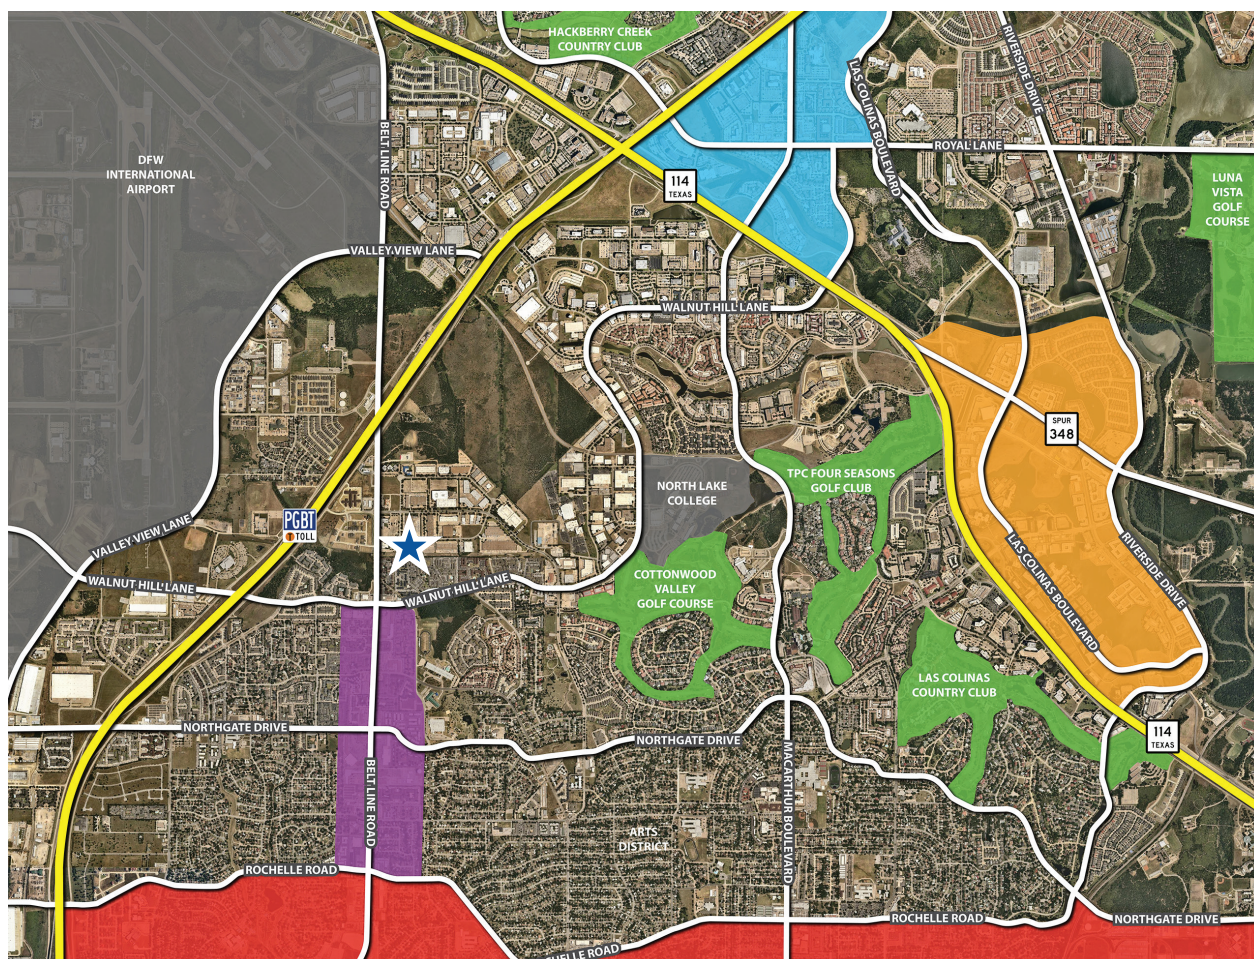 HACKBERRY CREEK
COUNTRY CLUB
RIVERSIDE DRIVE
LAS COLINAS BOULEVARD
BELT LINE ROAD
ROYAL LANE
DFW
INTERNATIONAL
AIRPORT
114
TEXAS
LUNA
VISTA
GOLF
COURSE
VALLEY VIEW LANE
WALNUT HILL LANE
SPUR
348
TPC FOUR SEASONS
GOLF CLUB
NORTH LAKE
COLLEGE
PGBT
TOLL
VALLEY VIEW LANE
LAS COLINAS BOULEVARD
RIVERSIDE DRIVE
WALNUT HILL LANE
WALNUT HILL LANE
COTTONWOOD
VALLEY
GOLF COURSE
LAS COLINAS
COUNTRY CLUB
NORTHGATE DRIVE
NORTHGATE DRIVE
114
TEXAS
BELT LINE ROAD
MACARTHUR BOULEVARD
ARTS
DISTRICT
ROCHELLE ROAD
ROCHELLE ROAD
NORTHGATE DRIVE
CHELLE ROAD